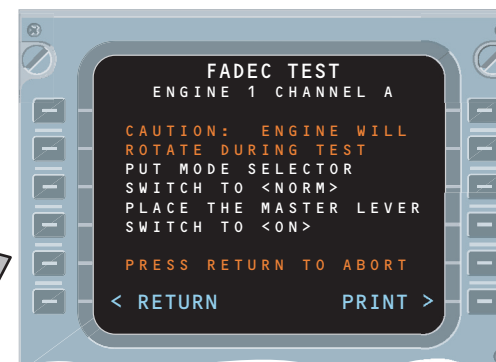 FADEC TEST
ENGINE 1 CHANNEL A
CAUTION: ENGINE WILL
ROTATE DURING TEST
PUT MODE SELECTOR
SWITCH TO <NORM>
PLACE THE MASTER LEVER
SWITCH TO <ON>
PRESS RETURN TO ABORT
< RETURN PRINT >